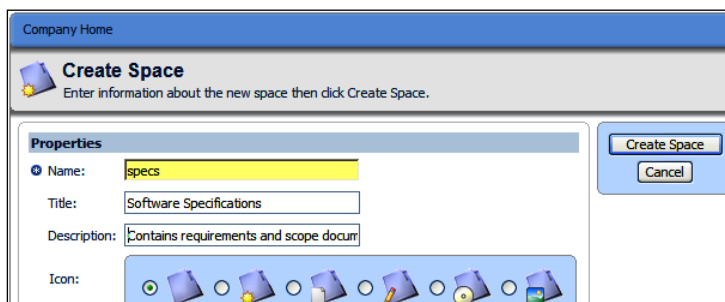 Company Home
Create Space
Enter information about the new space then click Create Space.
Properties
Create Space
Name: specs
Cancel
Title: Software Specifications
Description: Contains requirements and scope docum
Icon: